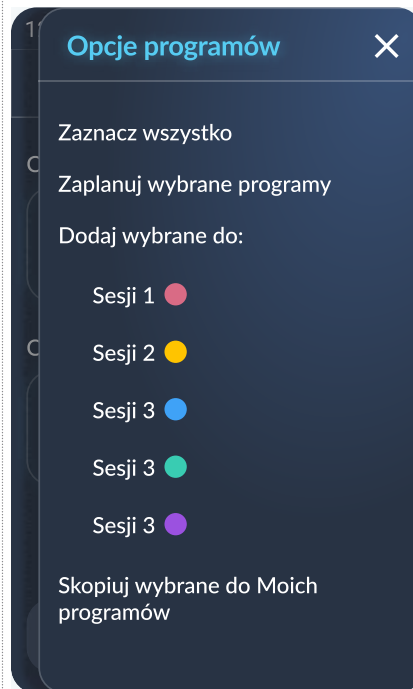 11
Opcje programów
Zaznacz wszystko
Zaplanuj wybrane programy
Dodaj wybrane do:
Sesji 1
Sesji 2
Sesji 3
Sesji 3
Sesji 3
Skopiuj wybrane do Moich
programów